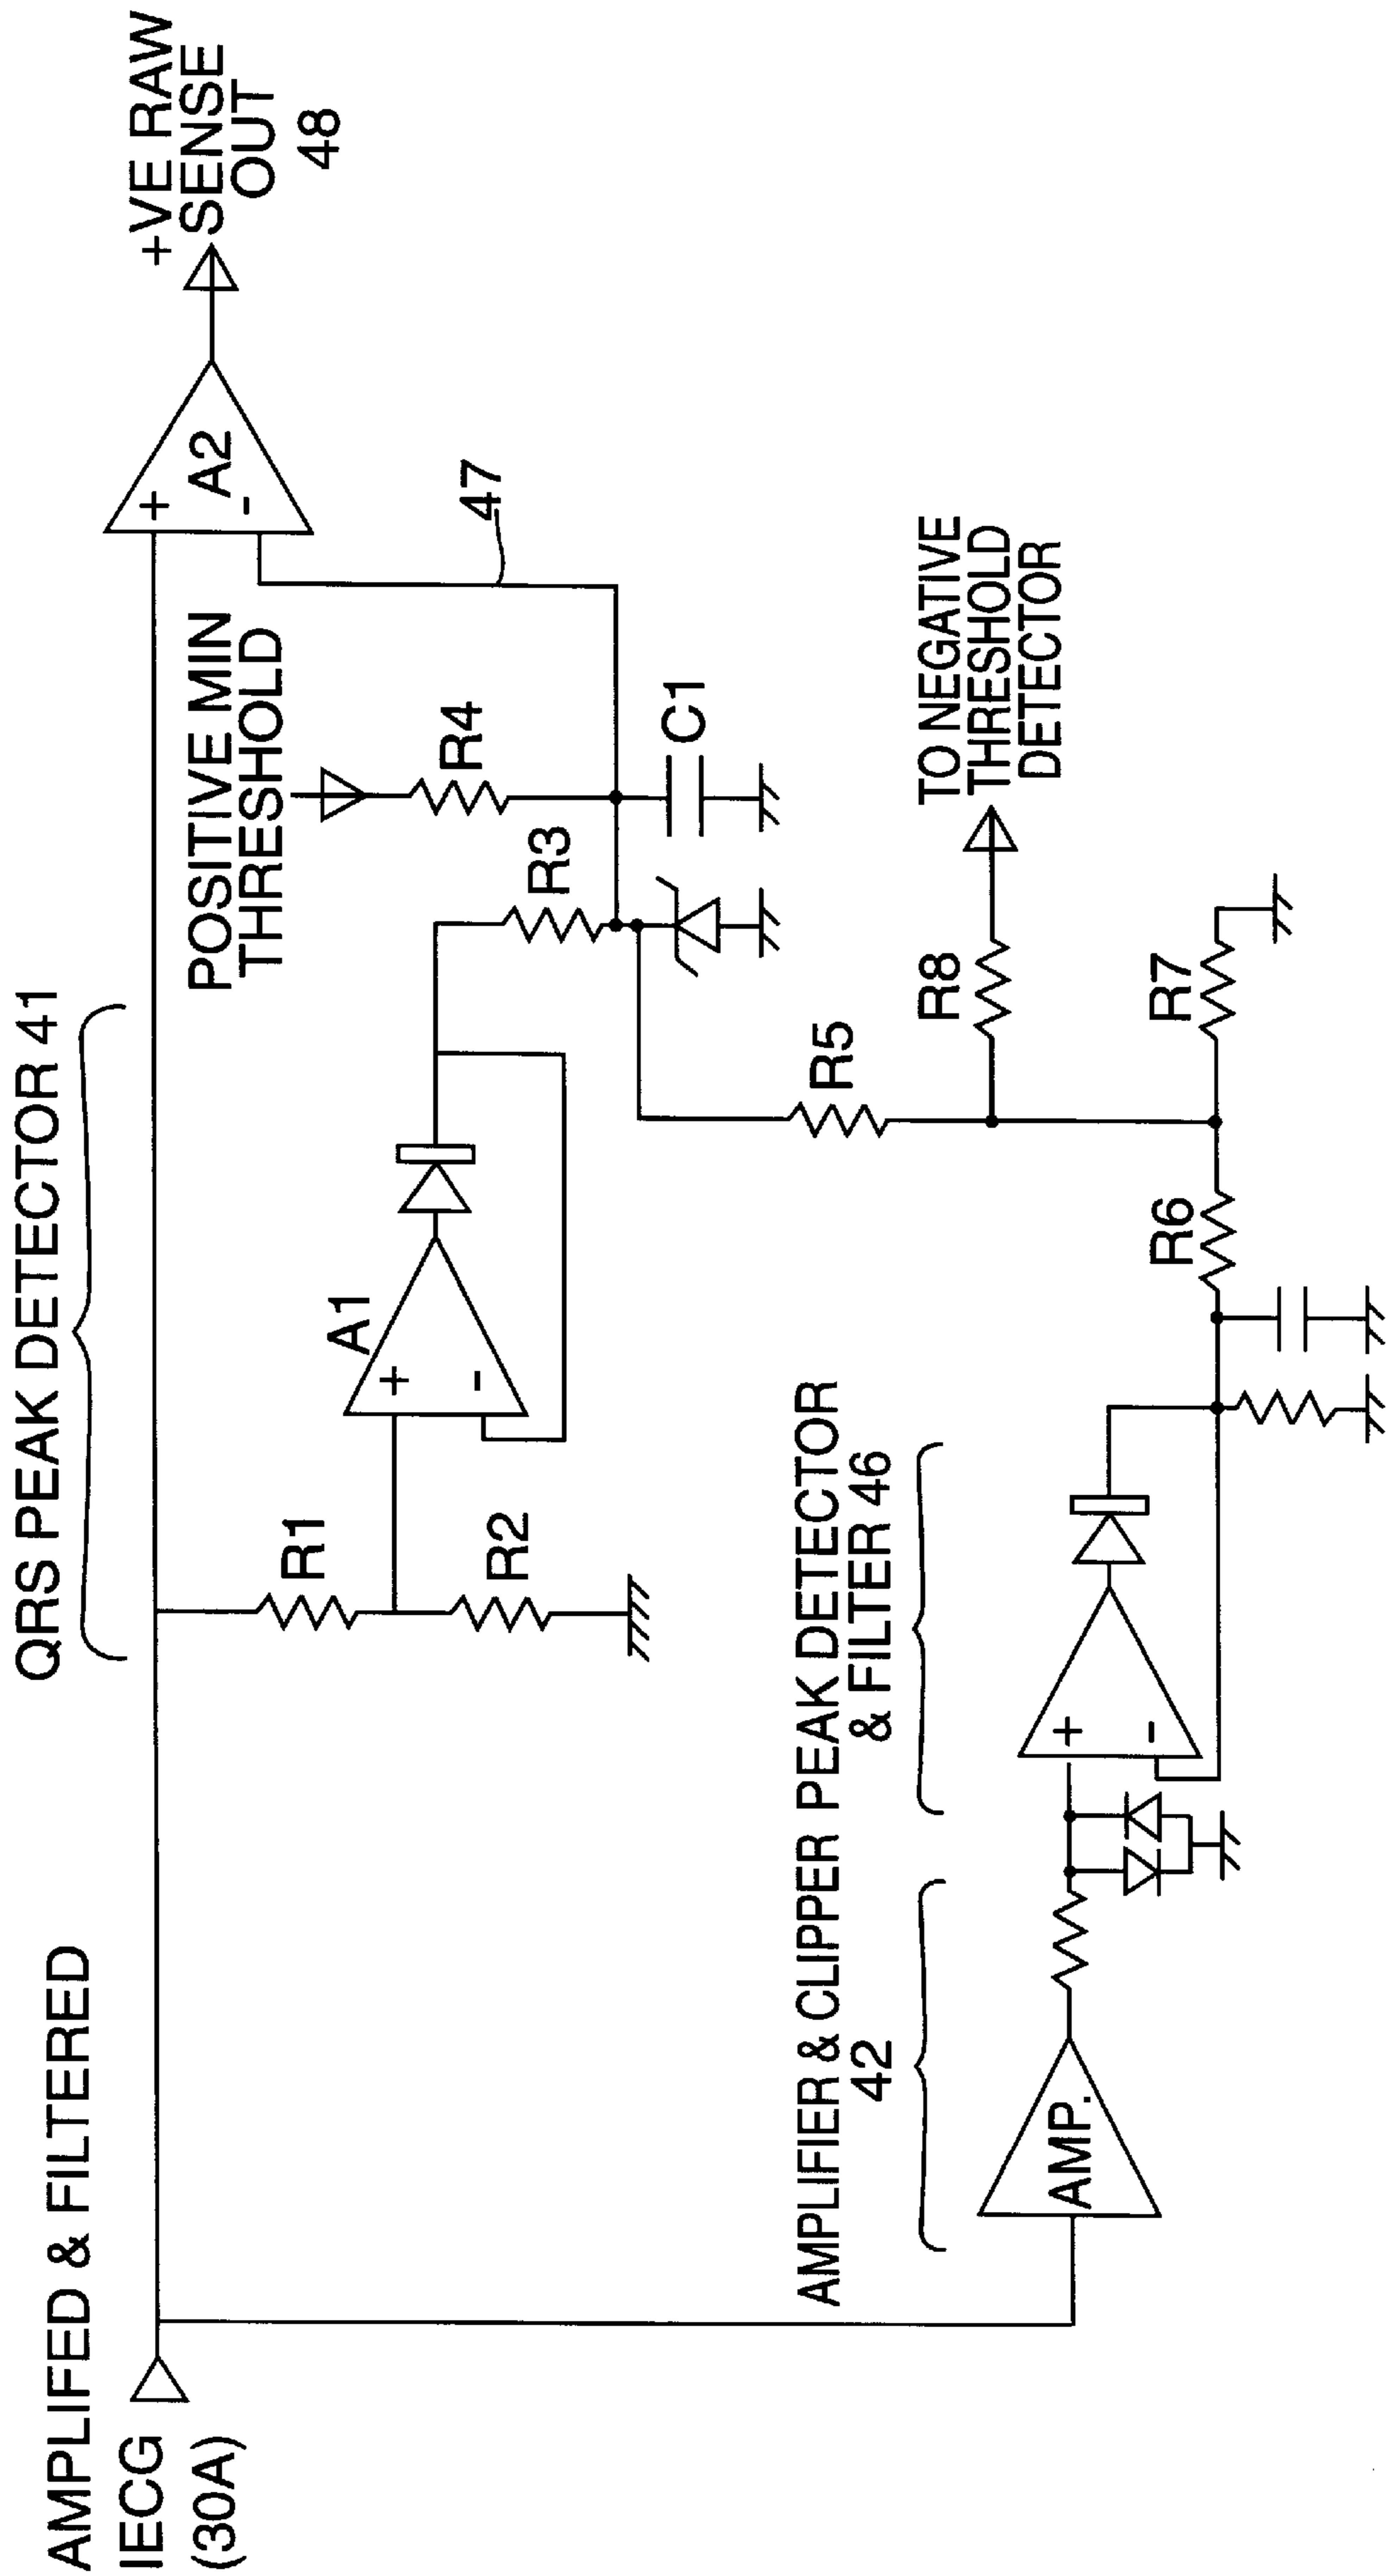 AMPLIFED & FILTERED
IECG
(30A)
QRS PEAK DETECTOR 41
R1
R2
A1
+
-
POSITIVE MIN
THRESHOLD
R3
R4
C1
47
+
A2
-
+VE RAW
SENSE
OUT
48
AMPLIFIER & CLIPPER PEAK DETECTOR
42
& FILTER 46
AMP.
+
-
R5
R6
R7
R8
TO NEGATIVE
THRESHOLD
DETECTOR